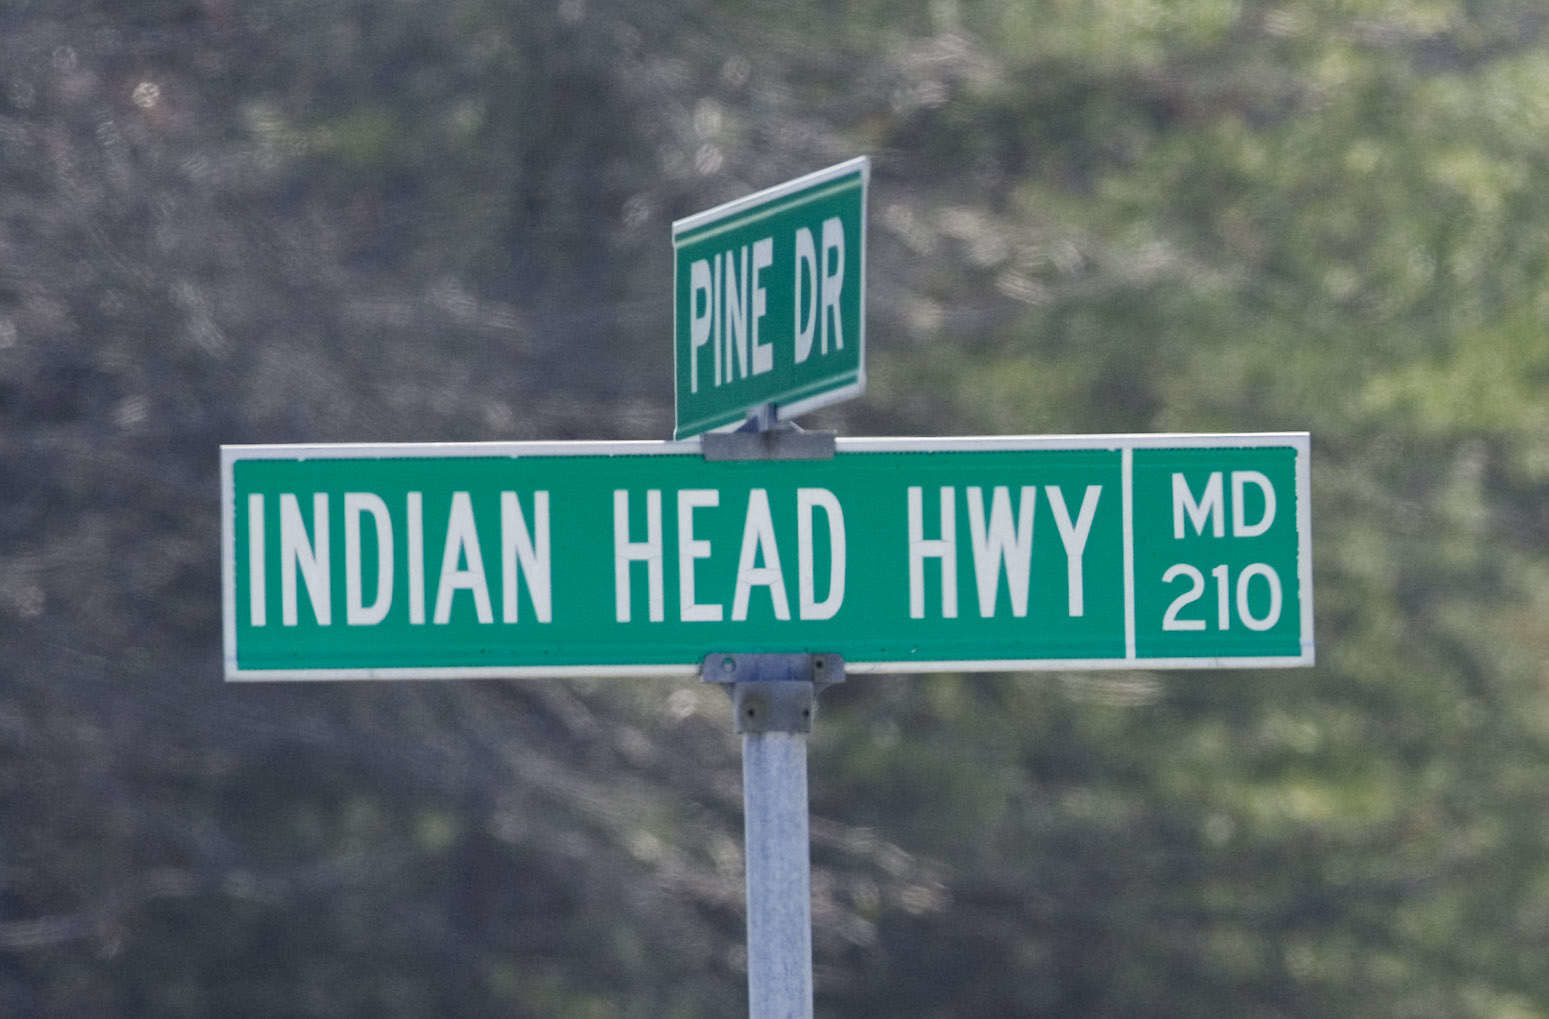 PINE DR
INDIAN HEAD HWY
MD
210